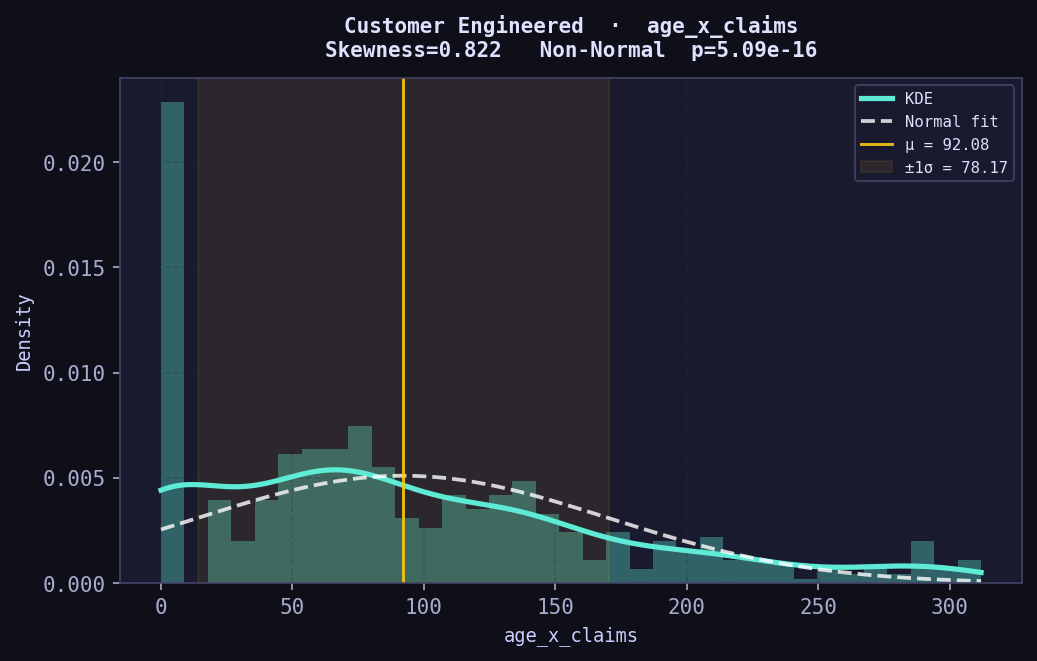 Customer Engineered  ·  age_x_claims
Skewness=0.822   Non-Normal  p=5.09e-16
KDE
Normal fit
μ = 92.08
±1σ = 78.17
Density
0.020
0.015
0.010
0.005
0.000
0 50 100 150 200 250 300
age_x_claims